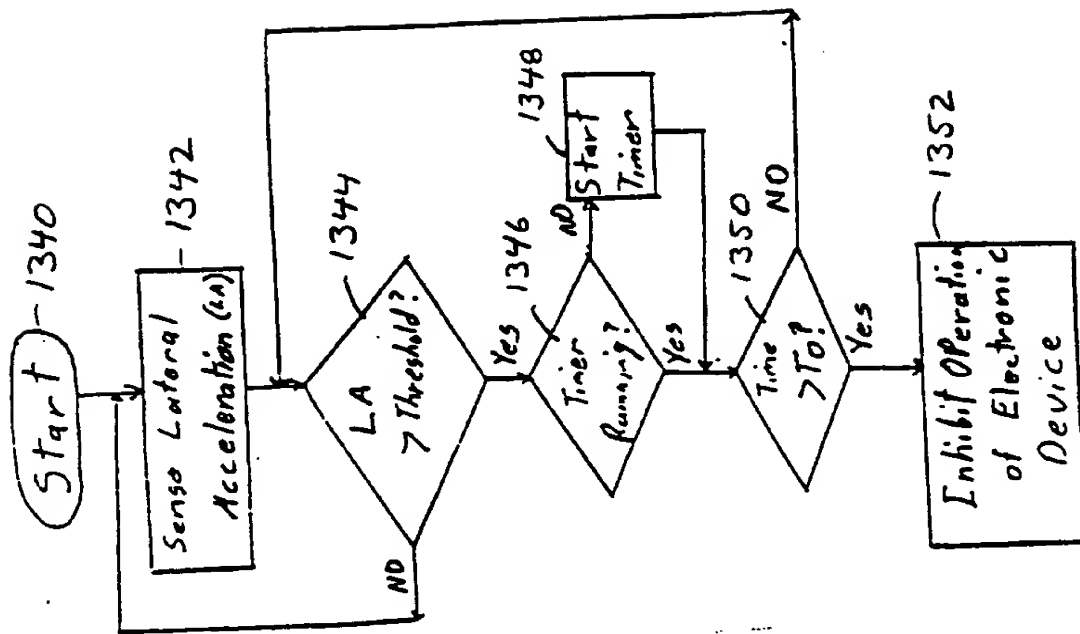 Start
1340
Sense Lateral
Acceleration (LA)
1342
LA
> Threshold?
1344
NO
Yes
Timer
Running?
1346
NO
Start
Timer
1348
Yes
Time
> To?
1350
NO
Yes
Inhibit OPeration
of Electronic
Device
1352